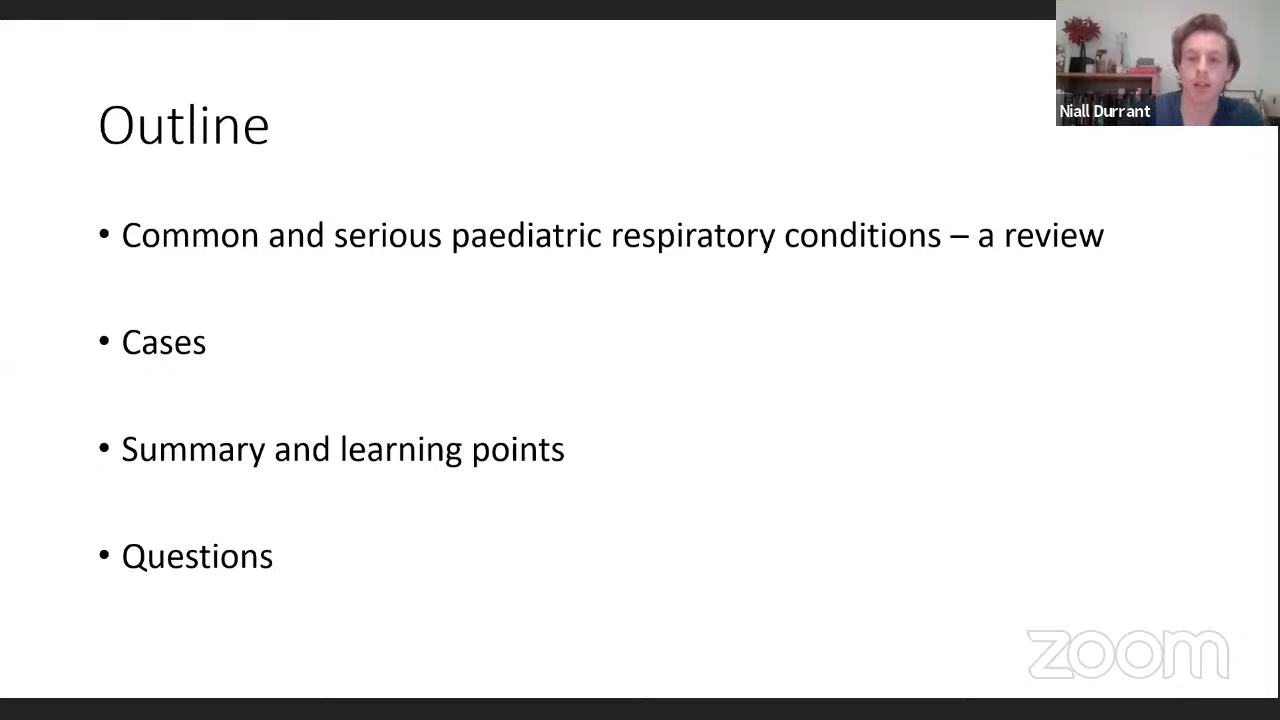 Niall Durrant
Outline
• Common and serious paediatric respiratory conditions – a review
• Cases
• Summary and learning points
• Questions
zoom